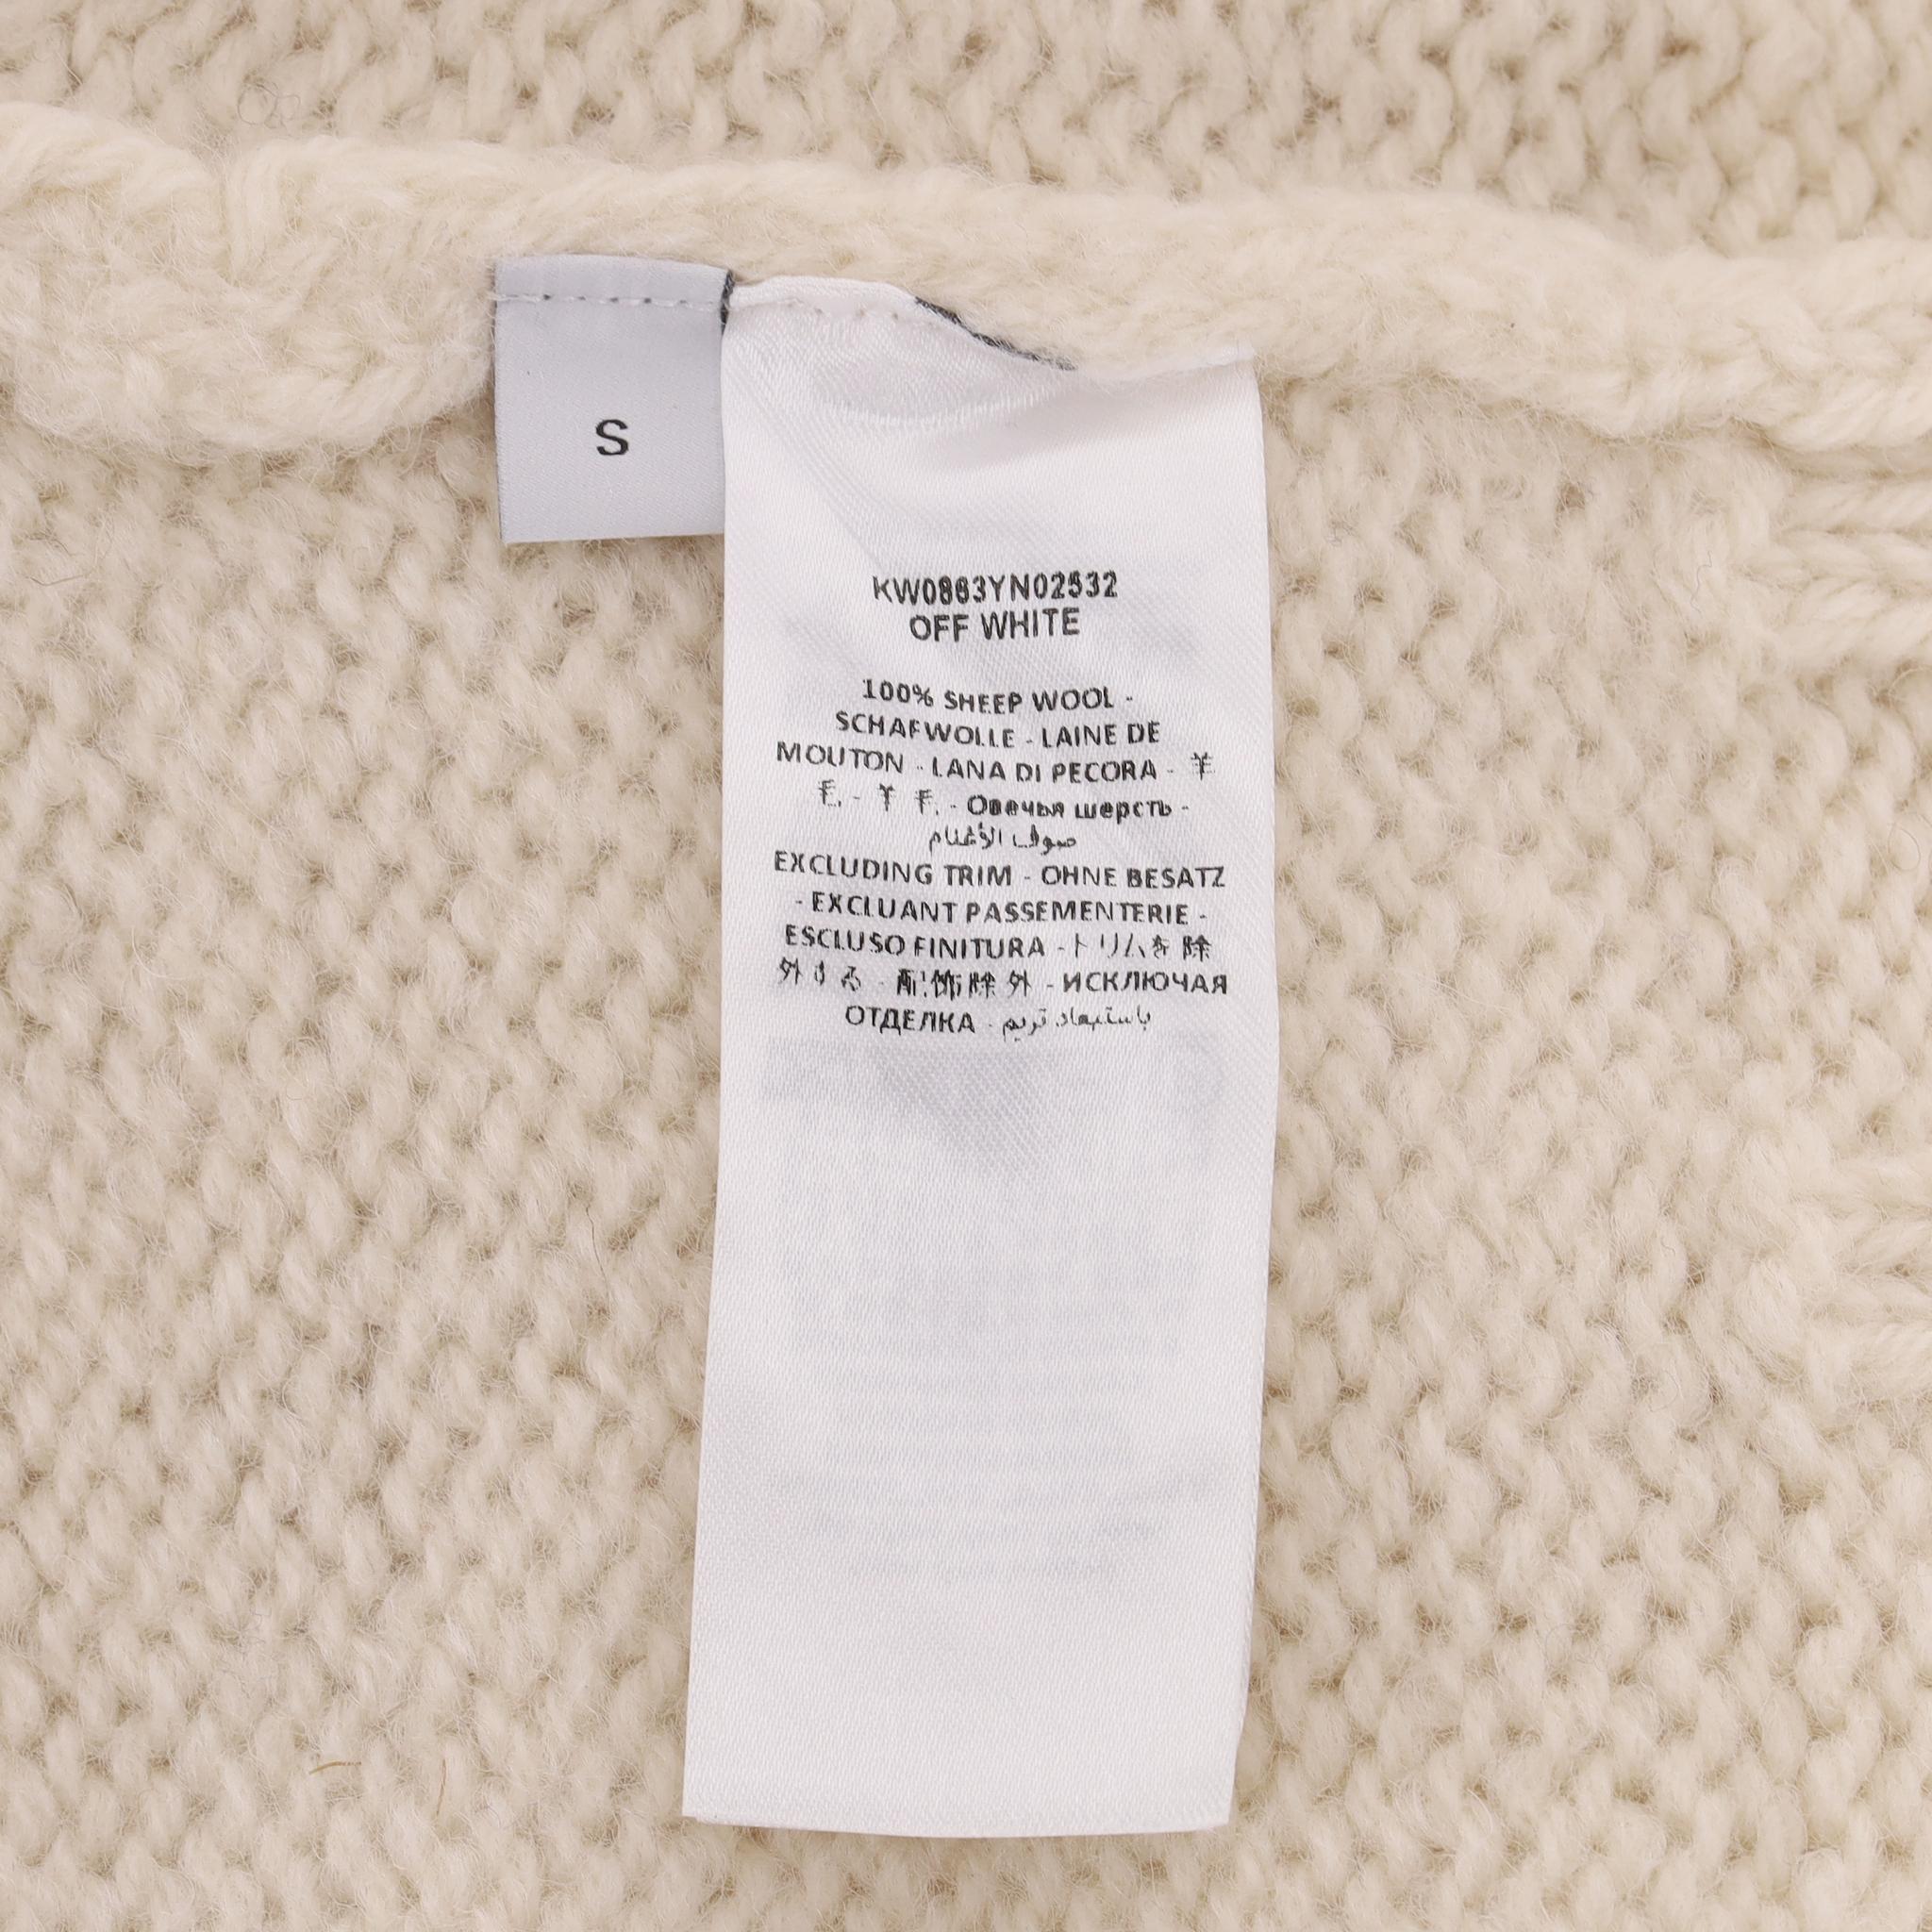 S
KW0863YN02532
OFF WHITE
100% SHEEP WOOL -
SCHAFWOLLE - LAINE DE
MOUTON - LANA DI PECORA - 羊
毛 - 羊 毛 - Овечья шерсть -
صوف الأغنام
EXCLUDING TRIM - OHNE BESATZ
- EXCLUANT PASSEMENTERIE -
ESCLUSO FINITURA - トリムを除
外する - 配饰除外 - ИСКЛЮЧАЯ
ОТДЕЛКА - باستبعاد تريم